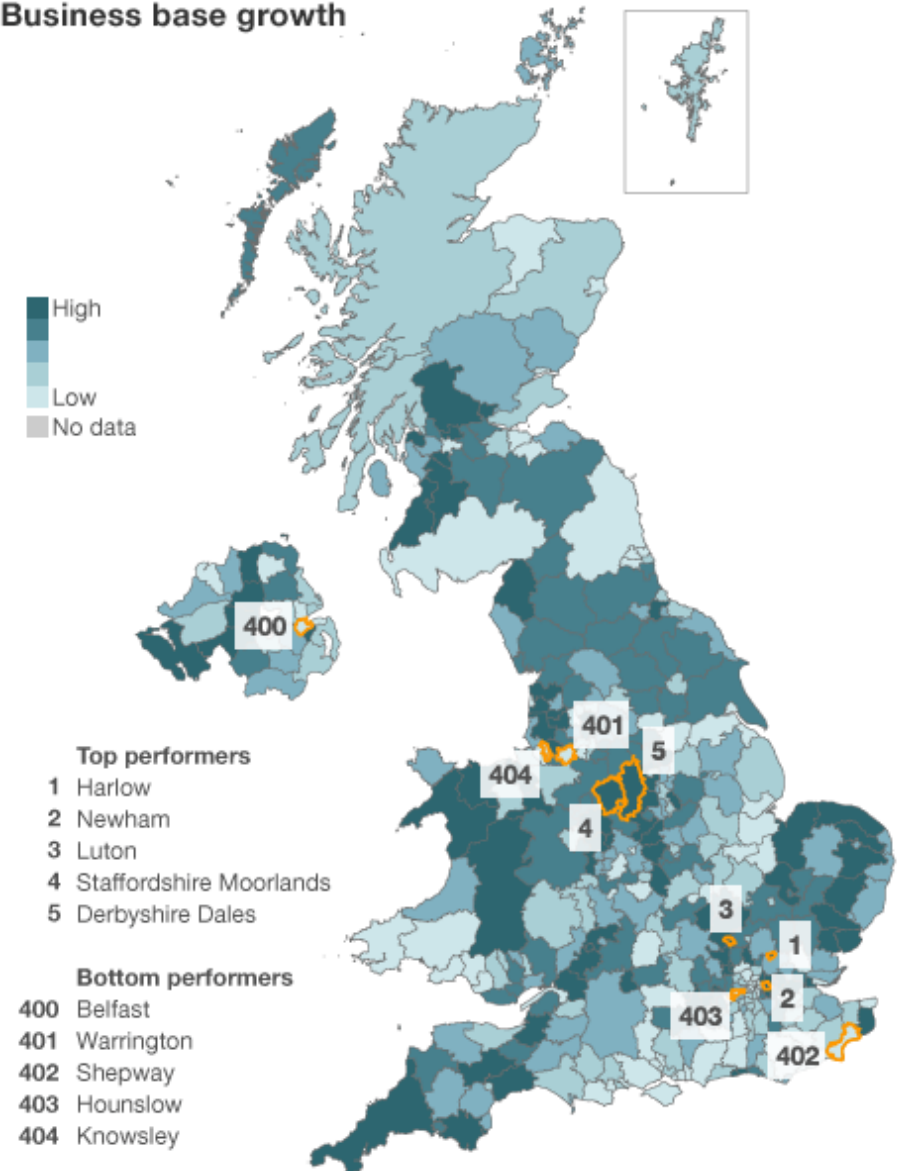 Business base growth
High
Low
No data
400
401
404
5
4
3
1
2
403
402
Top performers
1 Harlow
2 Newham
3 Luton
4 Staffordshire Moorlands
5 Derbyshire Dales
Bottom performers
400 Belfast
401 Warrington
402 Shepway
403 Hounslow
404 Knowsley